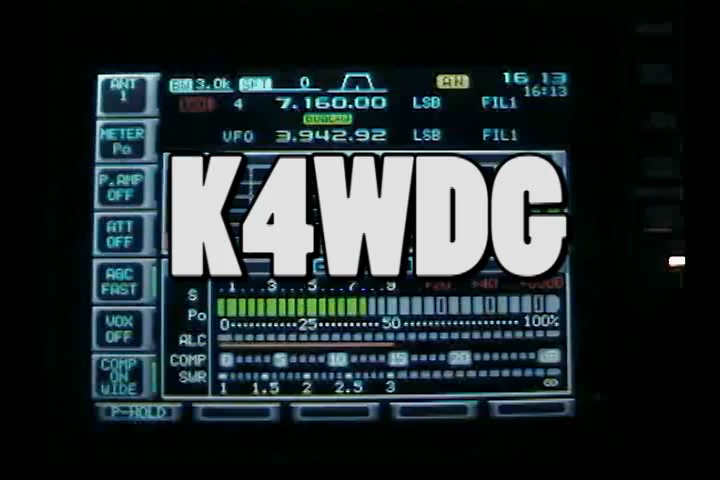 ANT
1
BW 3.0k
0
16 13
16:13
4 7.160.00 LSB FIL1
METER
Po
VFO 3.942.92 LSB FIL1
P.AMP
OFF
K4WDG
ATT
OFF
AGC
FAST
S 1 3 5 7 9 +20 +40
Po
0 25 50 100%
VOX
OFF
ALC
COMP 0 5 10 15 20
COMP
ON
WIDE
SWR
1 1.5 2 2.5 3 ∞
P-HOLD